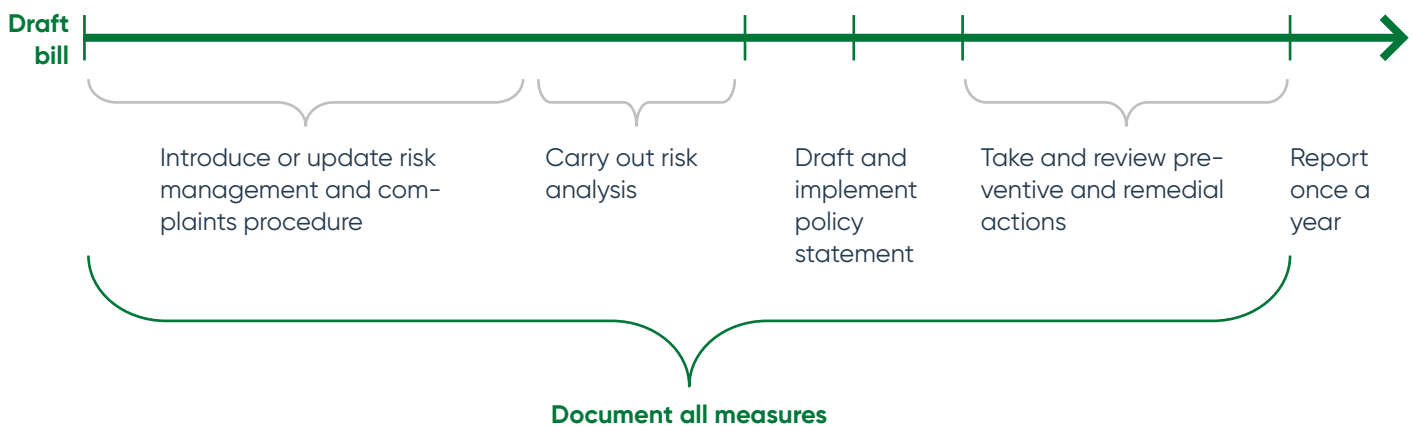 Draft
bill
Introduce or update risk
management and com-
plaints procedure
Carry out risk
analysis
Draft and
implement
policy
statement
Take and review pre-
ventive and remedial
actions
Report
once a
year
Document all measures